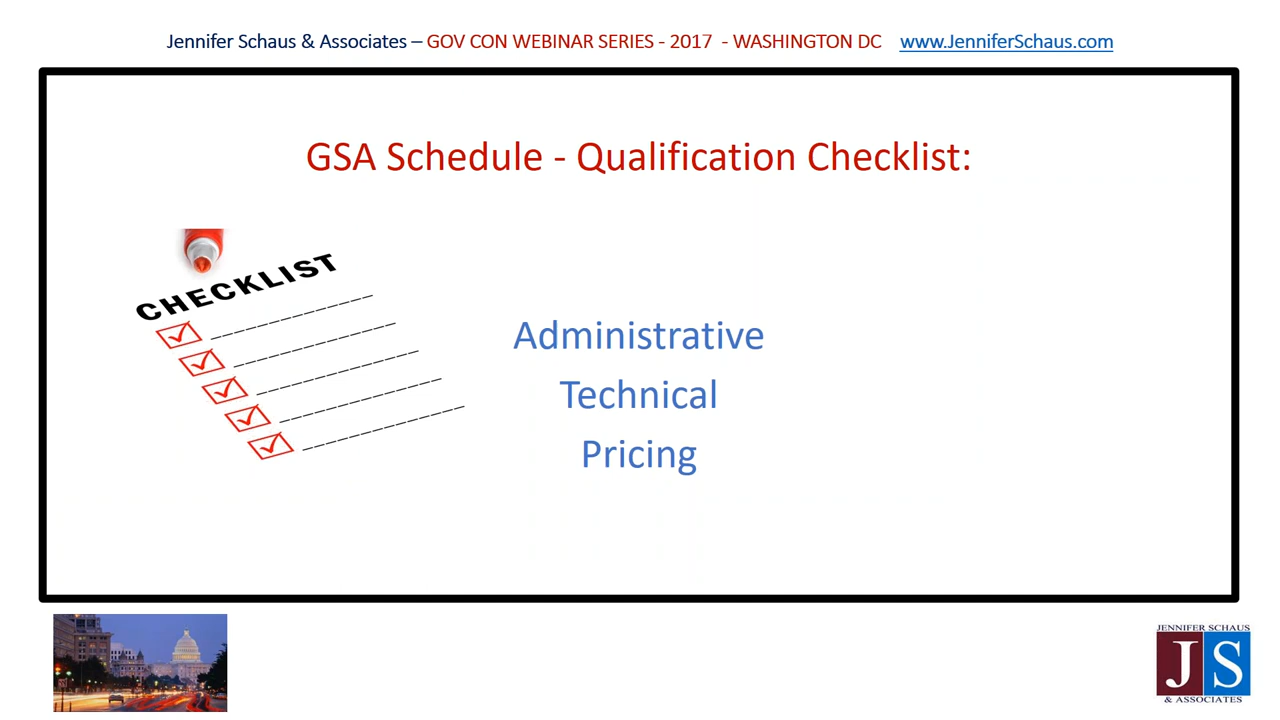 Jennifer Schaus & Associates – GOV CON WEBINAR SERIES - 2017 - WASHINGTON DC www.JenniferSchaus.com
GSA Schedule - Qualification Checklist:
CHECKLIST
Administrative
Technical
Pricing
JENNIFER SCHAUS
JS
& ASSOCIATES